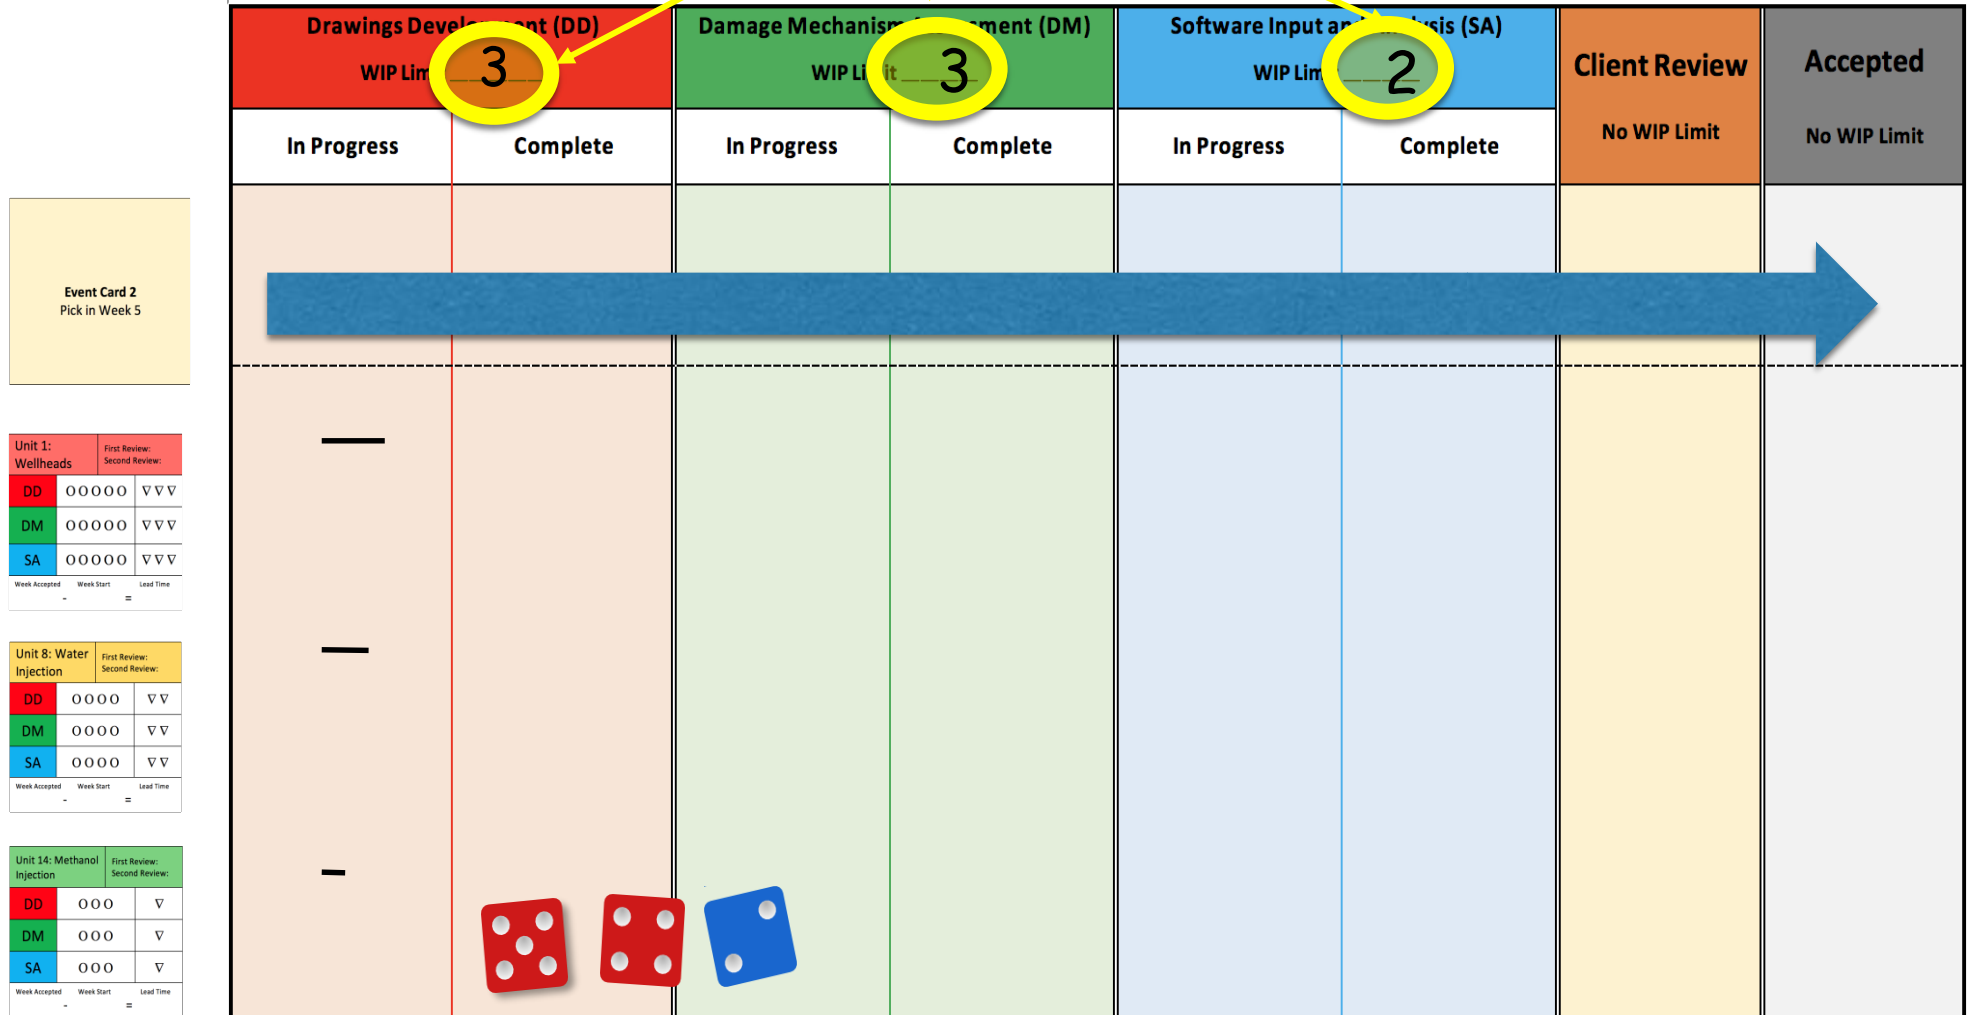 Drawings Deve t (DD)
WIP Lim 3
Damage Mechanism ment (DM)
WIP Limit 3
Software Input an ysis (SA)
WIP Lim 2
Client Review
No WIP Limit
Accepted
No WIP Limit
In Progress Complete In Progress Complete In Progress Complete
Event Card 2
Pick in Week 5
Unit 1:
Wellheads
First Review:
Second Review:
DD OOOOO ∇∇∇
DM OOOOO ∇∇∇
SA OOOOO ∇∇∇
Week Accepted Week Start Lead Time
- =
Unit 8: Water
Injection
First Review:
Second Review:
DD OOOO ∇∇
DM OOOO ∇∇
SA OOOO ∇∇
Week Accepted Week Start Lead Time
- =
Unit 14: Methanol
Injection
First Review:
Second Review:
DD OOO ∇
DM OOO ∇
SA OOO ∇
Week Accepted Week Start Lead Time
- =